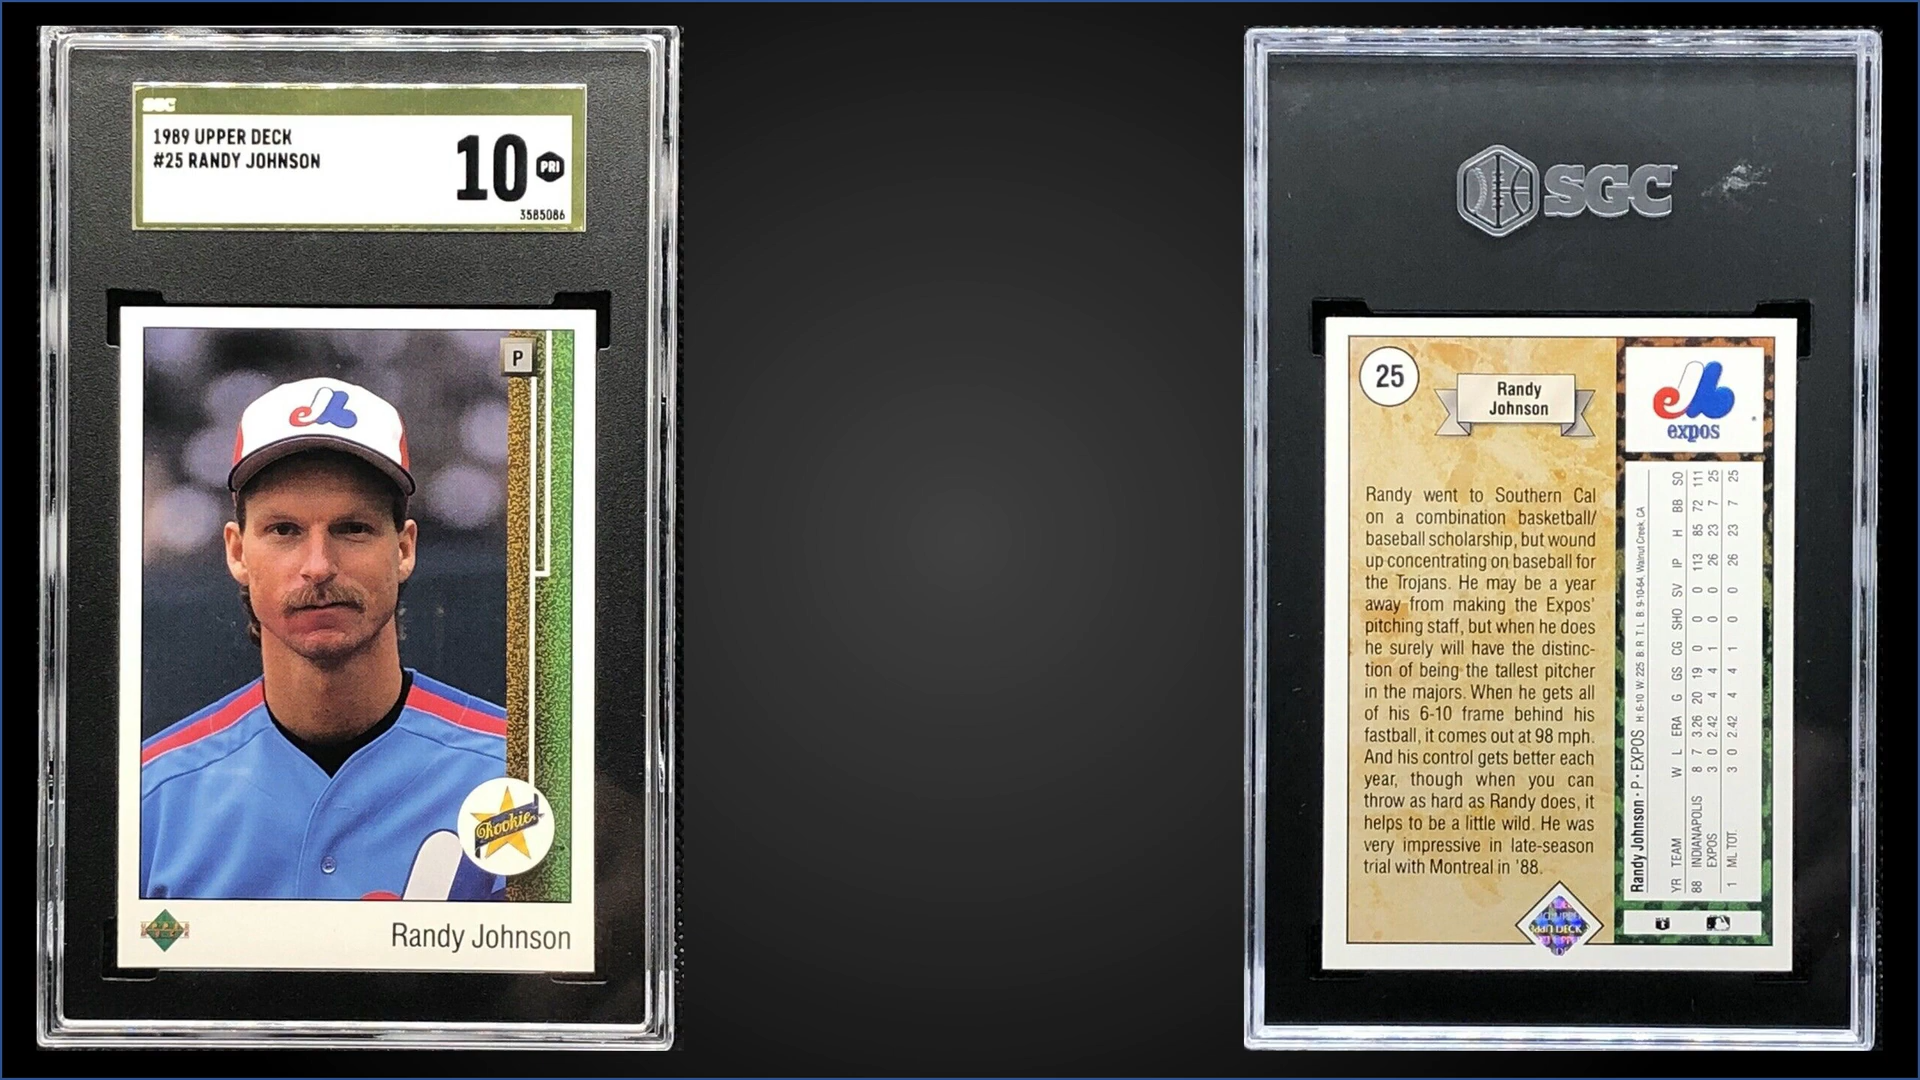 SGC
1989 UPPER DECK
#25 RANDY JOHNSON
10 PRI
3585086
P
Rookie
Randy Johnson
SGC
25
Randy
Johnson
expos
Randy went to Southern Cal
on a combination basketball/
baseball scholarship, but wound
up concentrating on baseball for
the Trojans. He may be a year
away from making the Expos'
pitching staff, but when he does
he surely will have the distinc-
tion of being the tallest pitcher
in the majors. When he gets all
of his 6-10 frame behind his
fastball, it comes out at 98 mph.
And his control gets better each
year, though when you can
throw as hard as Randy does, it
helps to be a little wild. He was
very impressive in late-season
trial with Montreal in '88.
Randy Johnson • P • EXPOS H: 6-10 W: 225 B: R T: L B: 9-10-64, Walnut Creek, CA
YR TEAM W L ERA G GS CG SHO SV IP H BB SO
88 INDIANAPOLIS 8 7 3.26 20 19 0 0 0 113 85 72 111
EXPOS 3 0 2.42 4 4 1 0 0 26 23 7 25
1 ML TOT. 3 0 2.42 4 4 1 0 0 26 23 7 25